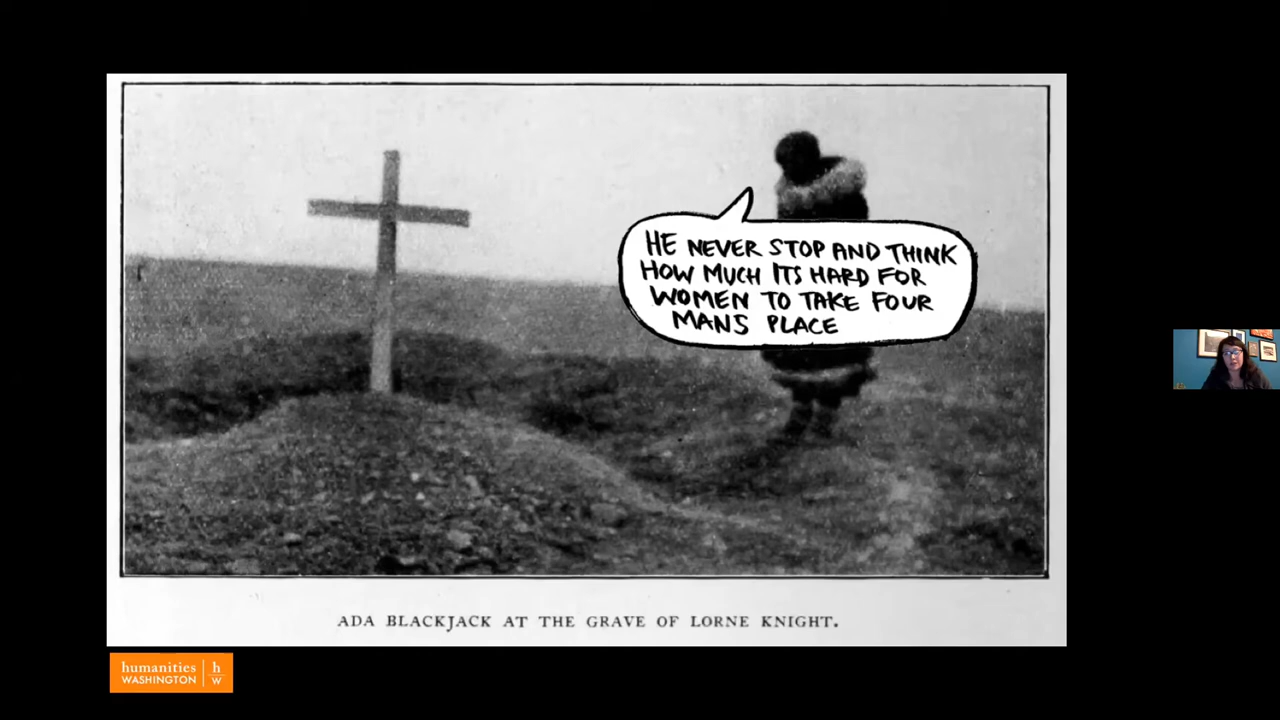 HE NEVER STOP AND THINK
HOW MUCH ITS HARD FOR
WOMEN TO TAKE FOUR
MANS PLACE
ADA BLACKJACK AT THE GRAVE OF LORNE KNIGHT.
humanities
WASHINGTON
h
w